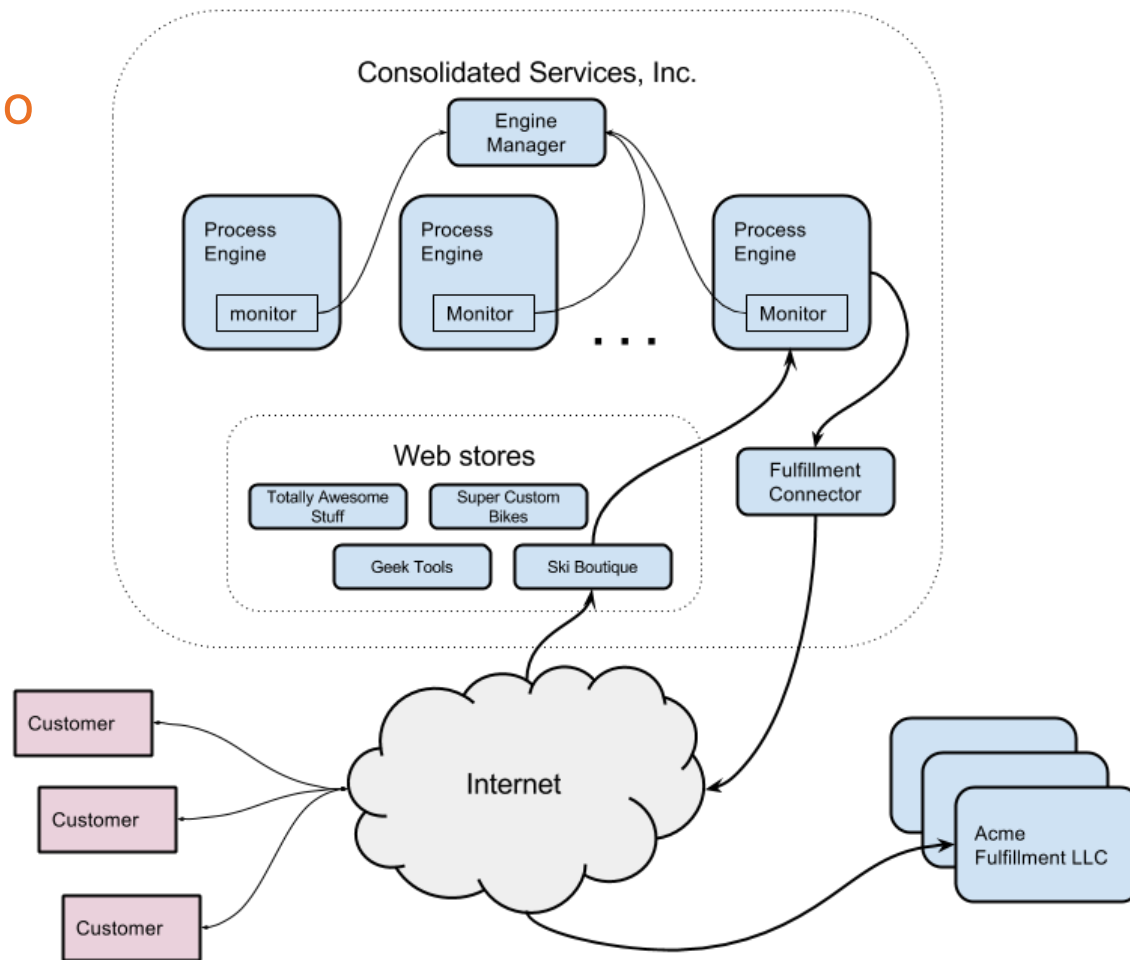 o
Consolidated Services, Inc.
Engine
Manager
Process
Engine
monitor
Process
Engine
Monitor
. . .
Process
Engine
Monitor
Web stores
Totally Awesome
Stuff
Super Custom
Bikes
Geek Tools
Ski Boutique
Fulfillment
Connector
Customer
Customer
Customer
Internet
Acme
Fulfillment LLC